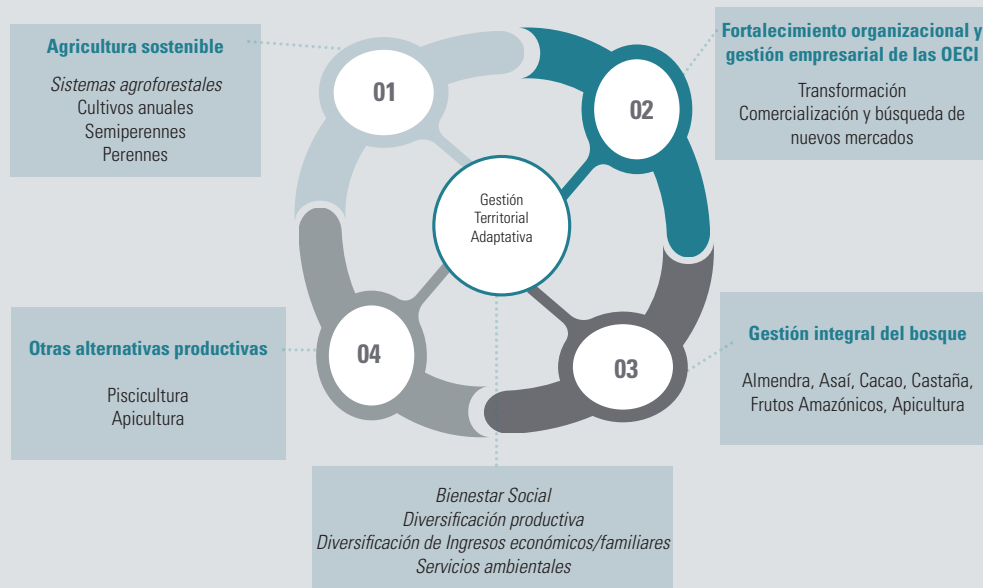 Agricultura sostenible
Sistemas agroforestales
Cultivos anuales
Semiperennes
Perennes
01
Fortalecimiento organizacional y
gestión empresarial de las OECI
Transformación
Comercialización y búsqueda de
nuevos mercados
02
Gestión
Territorial
Adaptativa
Otras alternativas productivas
Piscicultura
Apicultura
04
03
Gestión integral del bosque
Almendra, Asaí, Cacao, Castaña,
Frutos Amazónicos, Apicultura
Bienestar Social
Diversificación productiva
Diversificación de Ingresos económicos/familiares
Servicios ambientales